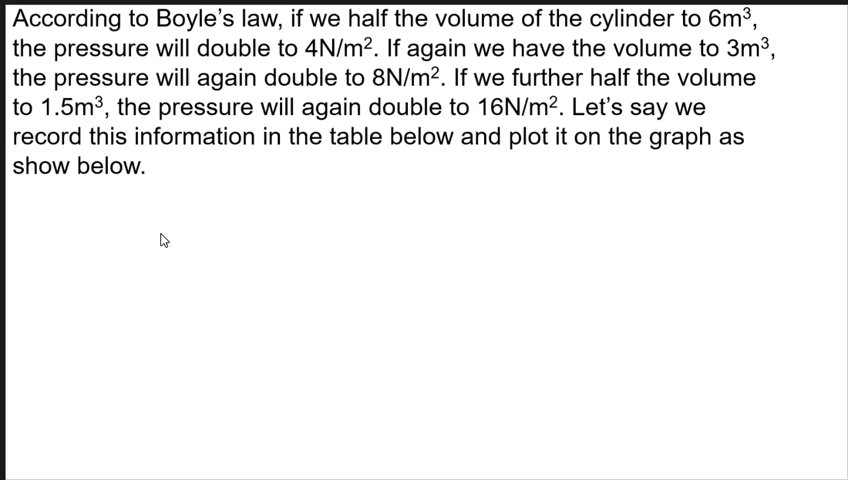 According to Boyle’s law, if we half the volume of the cylinder to 6m³,
the pressure will double to 4N/m². If again we have the volume to 3m³,
the pressure will again double to 8N/m². If we further half the volume
to 1.5m³, the pressure will again double to 16N/m². Let’s say we
record this information in the table below and plot it on the graph as
show below.